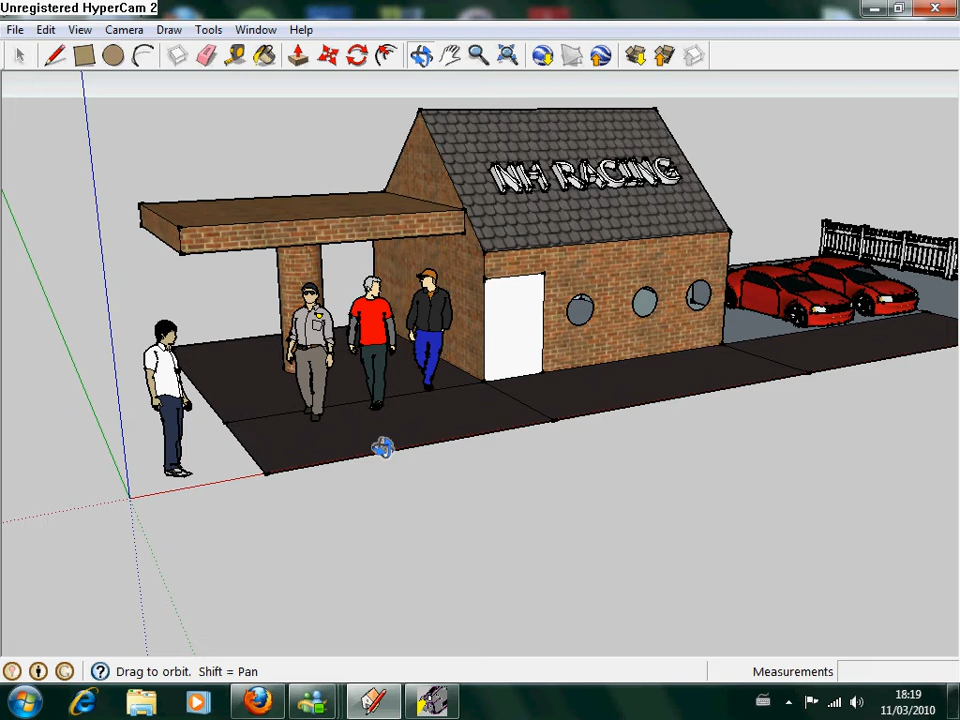 Unregistered HyperCam 2
File Edit View Camera Draw Tools Window Help
NH RACING
Drag to orbit. Shift = Pan
Measurements
18:19
11/03/2010